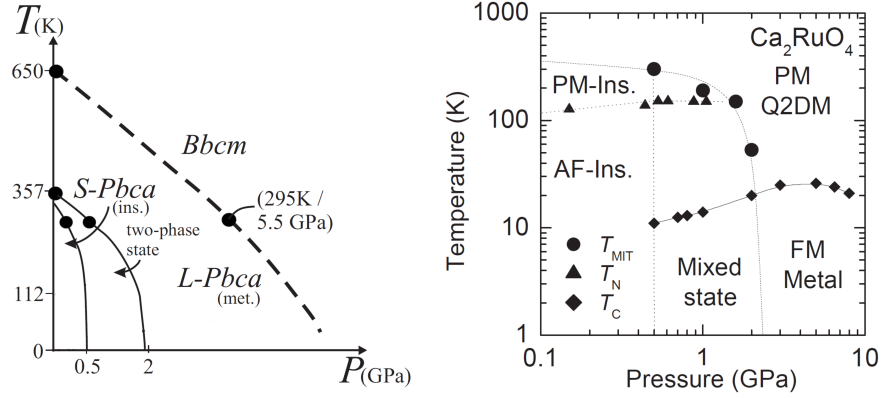 T(K)
650
Bbcm
357
S-Pbca
(ins.)
(295K /
5.5 GPa)
two-phase
state
L-Pbca
(met.)
112
0
0.5
2
P(GPa)
1000
Ca2RuO4
PM-Ins.
PM
Q2DM
100
AF-Ins.
Temperature (K)
10
TMIT
TN
TC
Mixed
state
FM
Metal
1
0.1
1
10
Pressure (GPa)